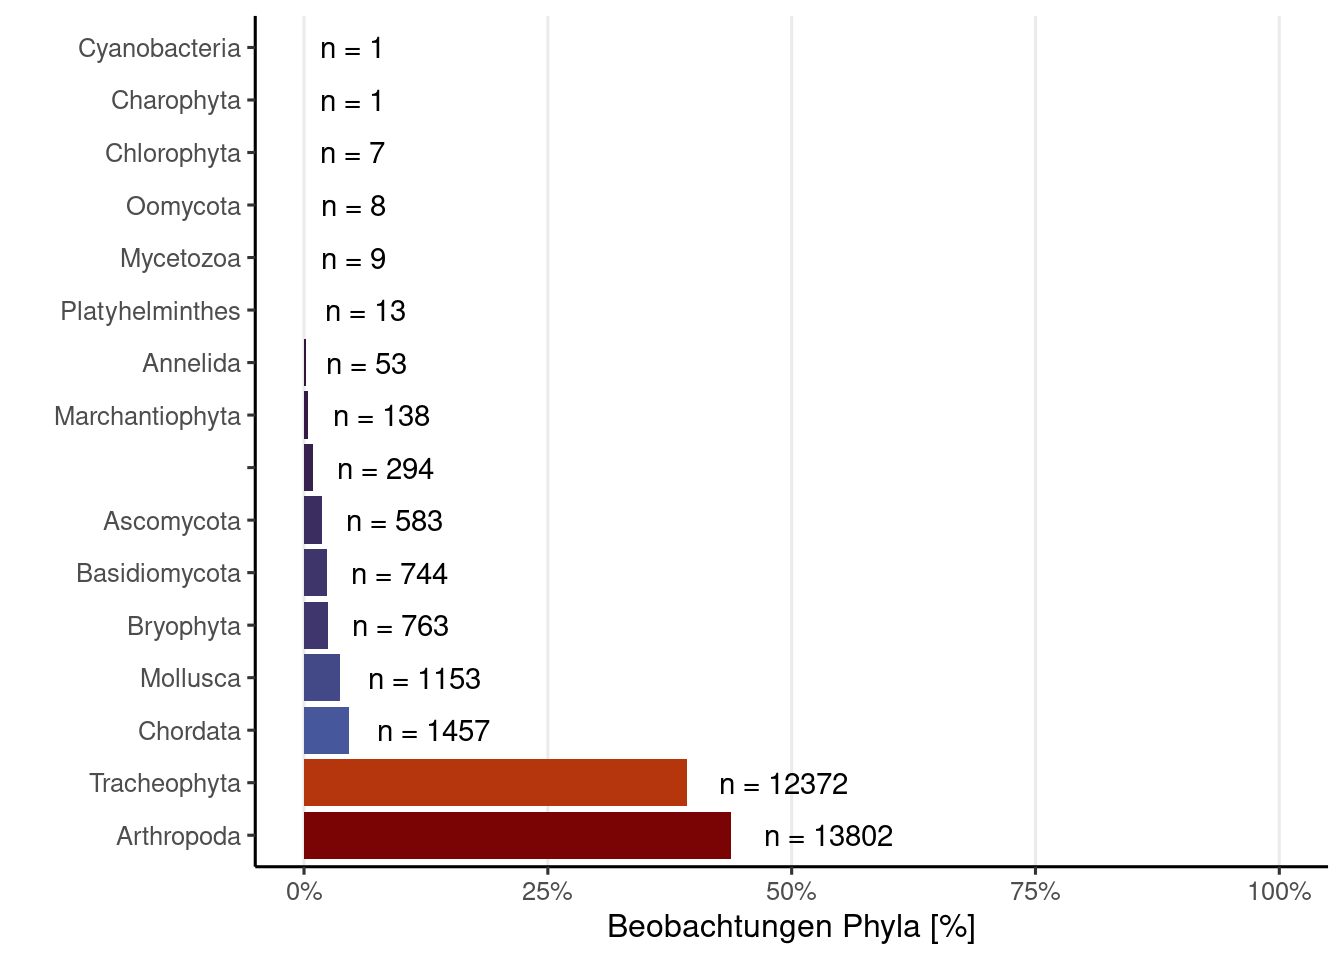 Cyanobacteria n = 1
Charophyta n = 1
Chlorophyta n = 7
Oomycota n = 8
Mycetozoa n = 9
Platyhelminthes n = 13
Annelida n = 53
Marchantiophyta n = 138
n = 294
Ascomycota n = 583
Basidiomycota n = 744
Bryophyta n = 763
Mollusca n = 1153
Chordata n = 1457
Tracheophyta n = 12372
Arthropoda n = 13802
0% 25% 50% 75% 100%
Beobachtungen Phyla [%]